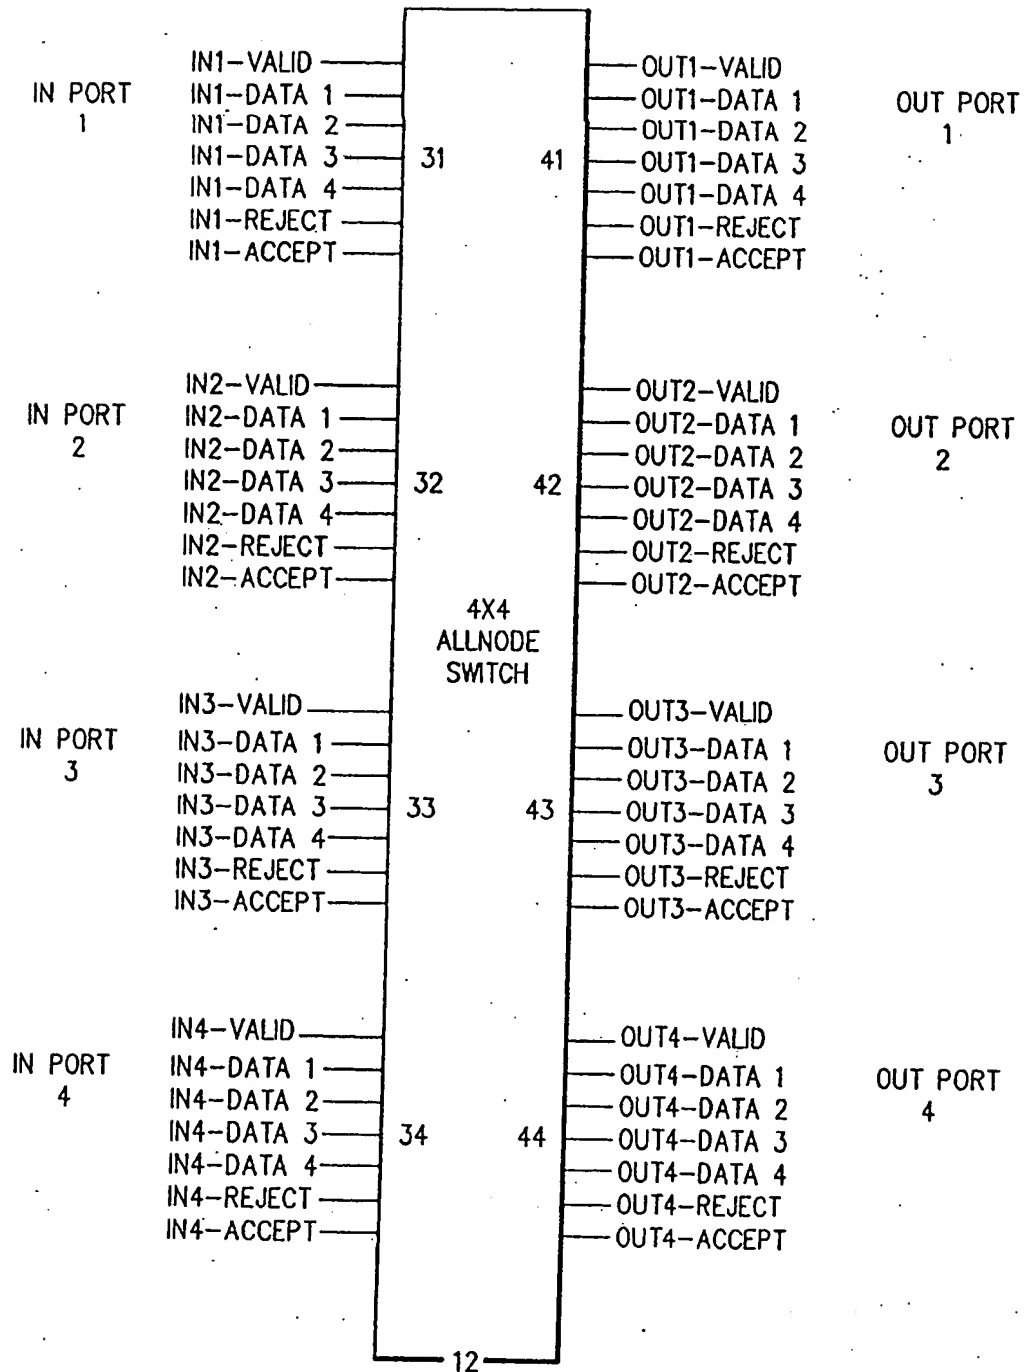 IN PORT
1
IN1-VALID
IN1-DATA 1
IN1-DATA 2
IN1-DATA 3
IN1-DATA 4
IN1-REJECT
IN1-ACCEPT
31
41
OUT1-VALID
OUT1-DATA 1
OUT1-DATA 2
OUT1-DATA 3
OUT1-DATA 4
OUT1-REJECT
OUT1-ACCEPT
OUT PORT
1
IN PORT
2
IN2-VALID
IN2-DATA 1
IN2-DATA 2
IN2-DATA 3
IN2-DATA 4
IN2-REJECT
IN2-ACCEPT
32
42
OUT2-VALID
OUT2-DATA 1
OUT2-DATA 2
OUT2-DATA 3
OUT2-DATA 4
OUT2-REJECT
OUT2-ACCEPT
OUT PORT
2
4X4
ALLNODE
SWITCH
IN PORT
3
IN3-VALID
IN3-DATA 1
IN3-DATA 2
IN3-DATA 3
IN3-DATA 4
IN3-REJECT
IN3-ACCEPT
33
43
OUT3-VALID
OUT3-DATA 1
OUT3-DATA 2
OUT3-DATA 3
OUT3-DATA 4
OUT3-REJECT
OUT3-ACCEPT
OUT PORT
3
IN PORT
4
IN4-VALID
IN4-DATA 1
IN4-DATA 2
IN4-DATA 3
IN4-DATA 4
IN4-REJECT
IN4-ACCEPT
34
44
OUT4-VALID
OUT4-DATA 1
OUT4-DATA 2
OUT4-DATA 3
OUT4-DATA 4
OUT4-REJECT
OUT4-ACCEPT
OUT PORT
4
12